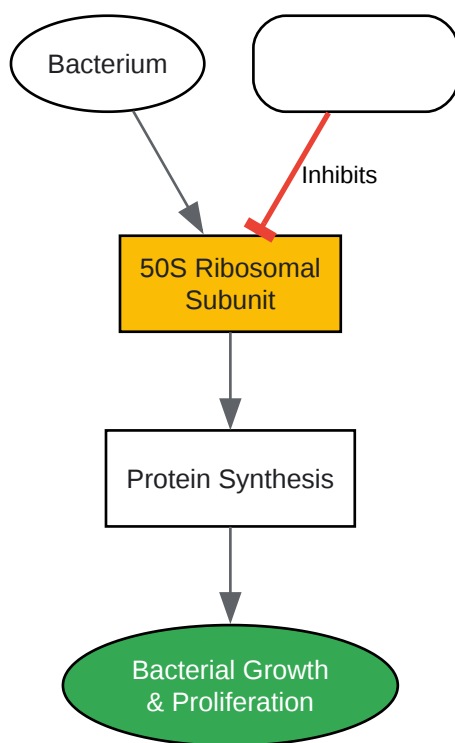 Bacterium
Inhibits
50S Ribosomal
Subunit
Protein Synthesis
Bacterial Growth
& Proliferation